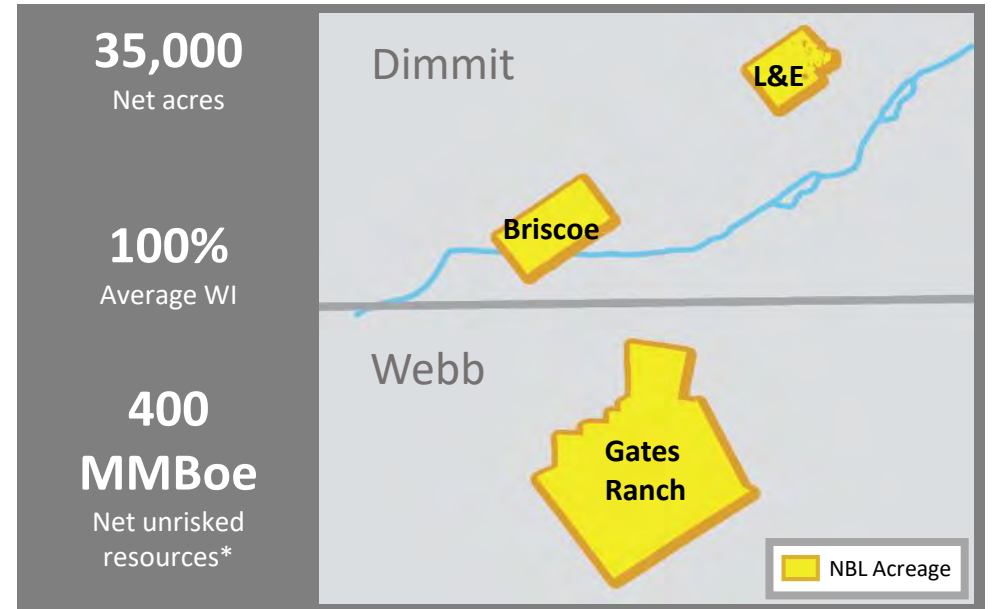 35,000
Net acres
100%
Average WI
400
MMBoe
Net unrisked
resources*
Dimmit
L&E
Briscoe
Webb
Gates
Ranch
NBL Acreage